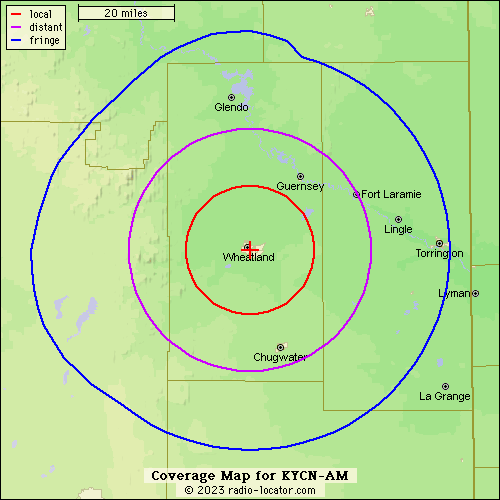 local
distant
fringe
20 miles
Glendo
Guernsey
Fort Laramie
Lingle
Torrington
Wheatland
Lyman
Chugwater
La Grange
Coverage Map for KYCN-AM
© 2023 radio-locator.com